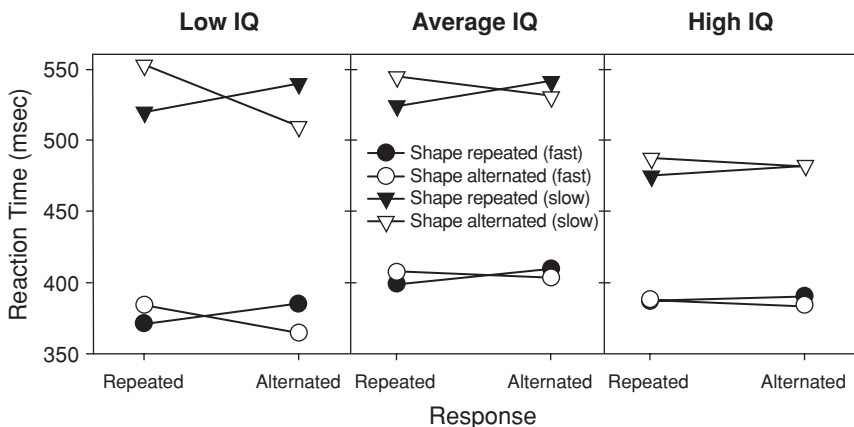 Low IQ Average IQ High IQ
550
500
450
400
350
Reaction Time (msec)
Shape repeated (fast)
Shape alternated (fast)
Shape repeated (slow)
Shape alternated (slow)
Repeated Alternated Repeated Alternated Repeated Alternated
Response